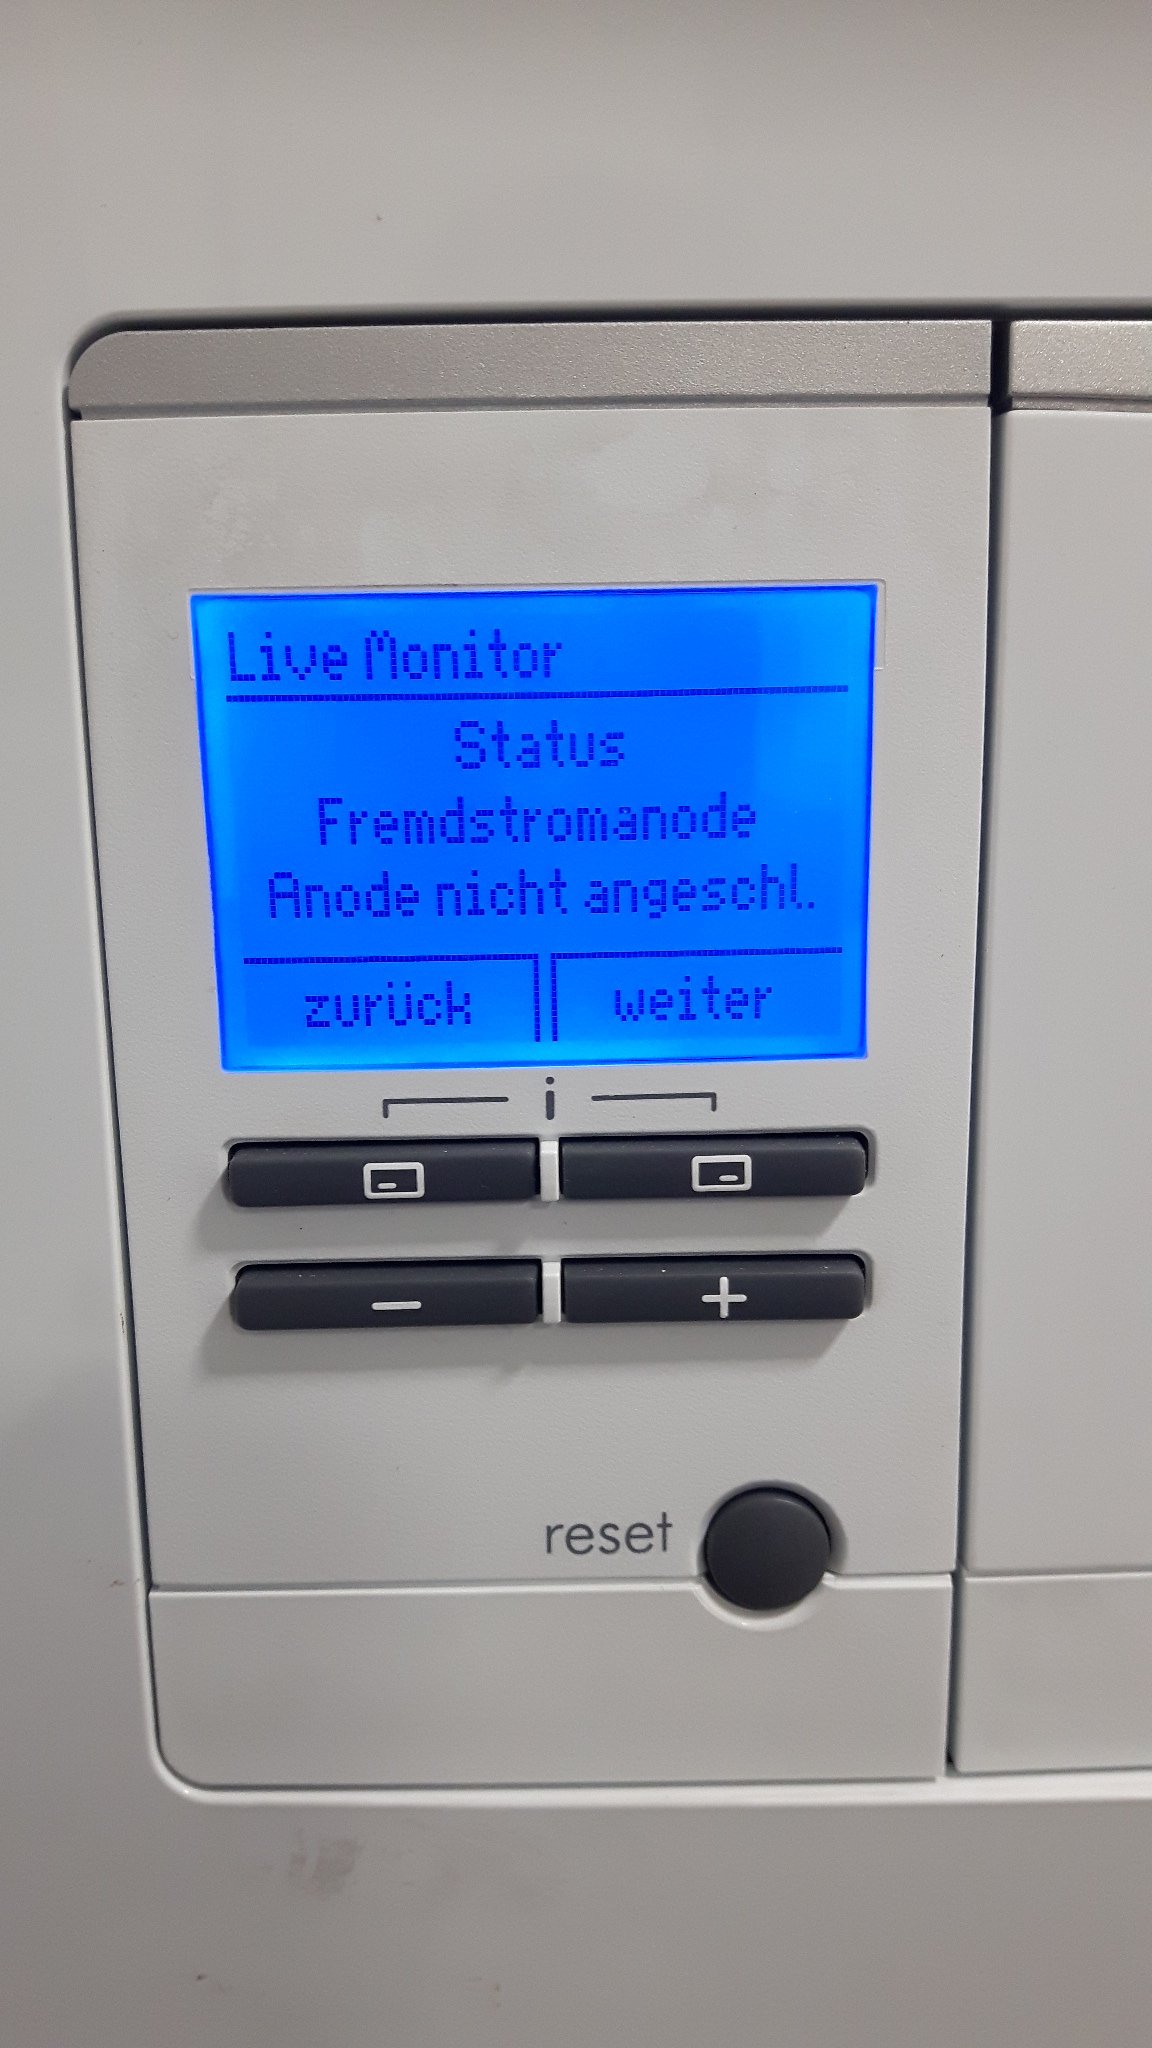 Live Monitor
Status
Fremdstromanode
Anode nicht angeschl.
zurück weiter
i
− +
reset